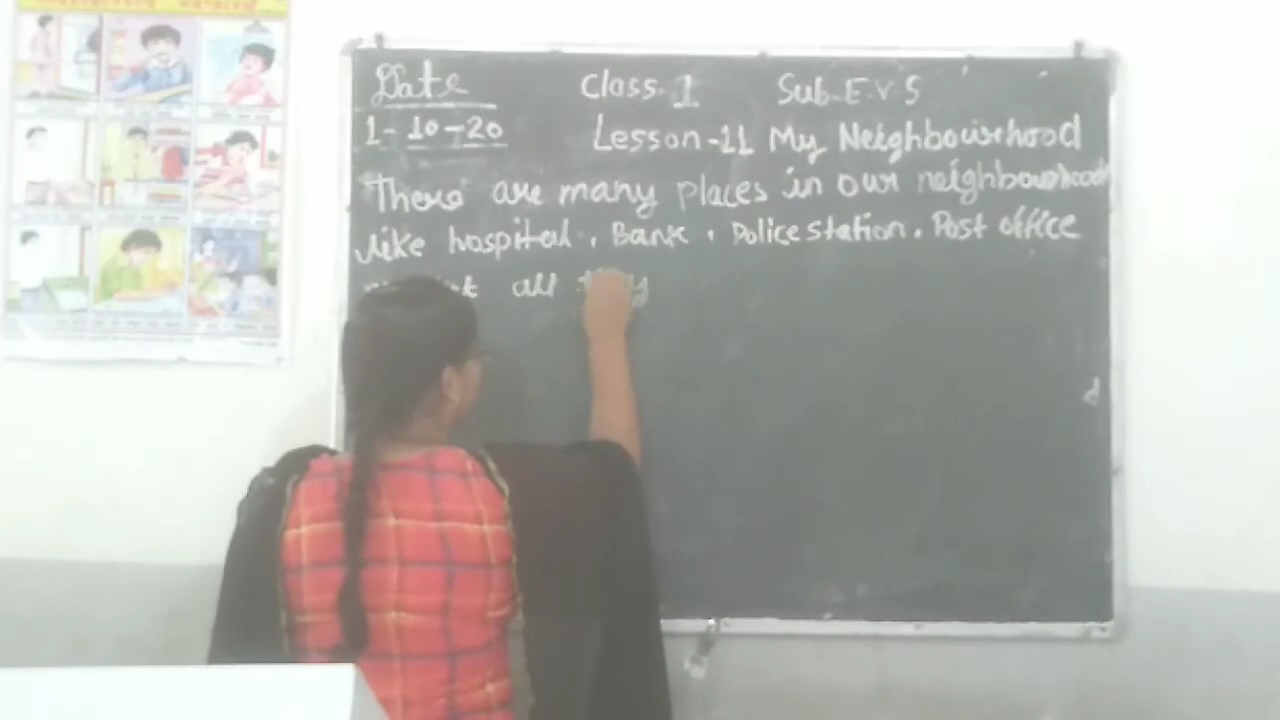 Date Class-1 Sub-E.V.S
1-10-20 Lesson-11 My Neighbourhood
There are many places in our neighbourhood
like hospital, Bank, Police station, Post office
all